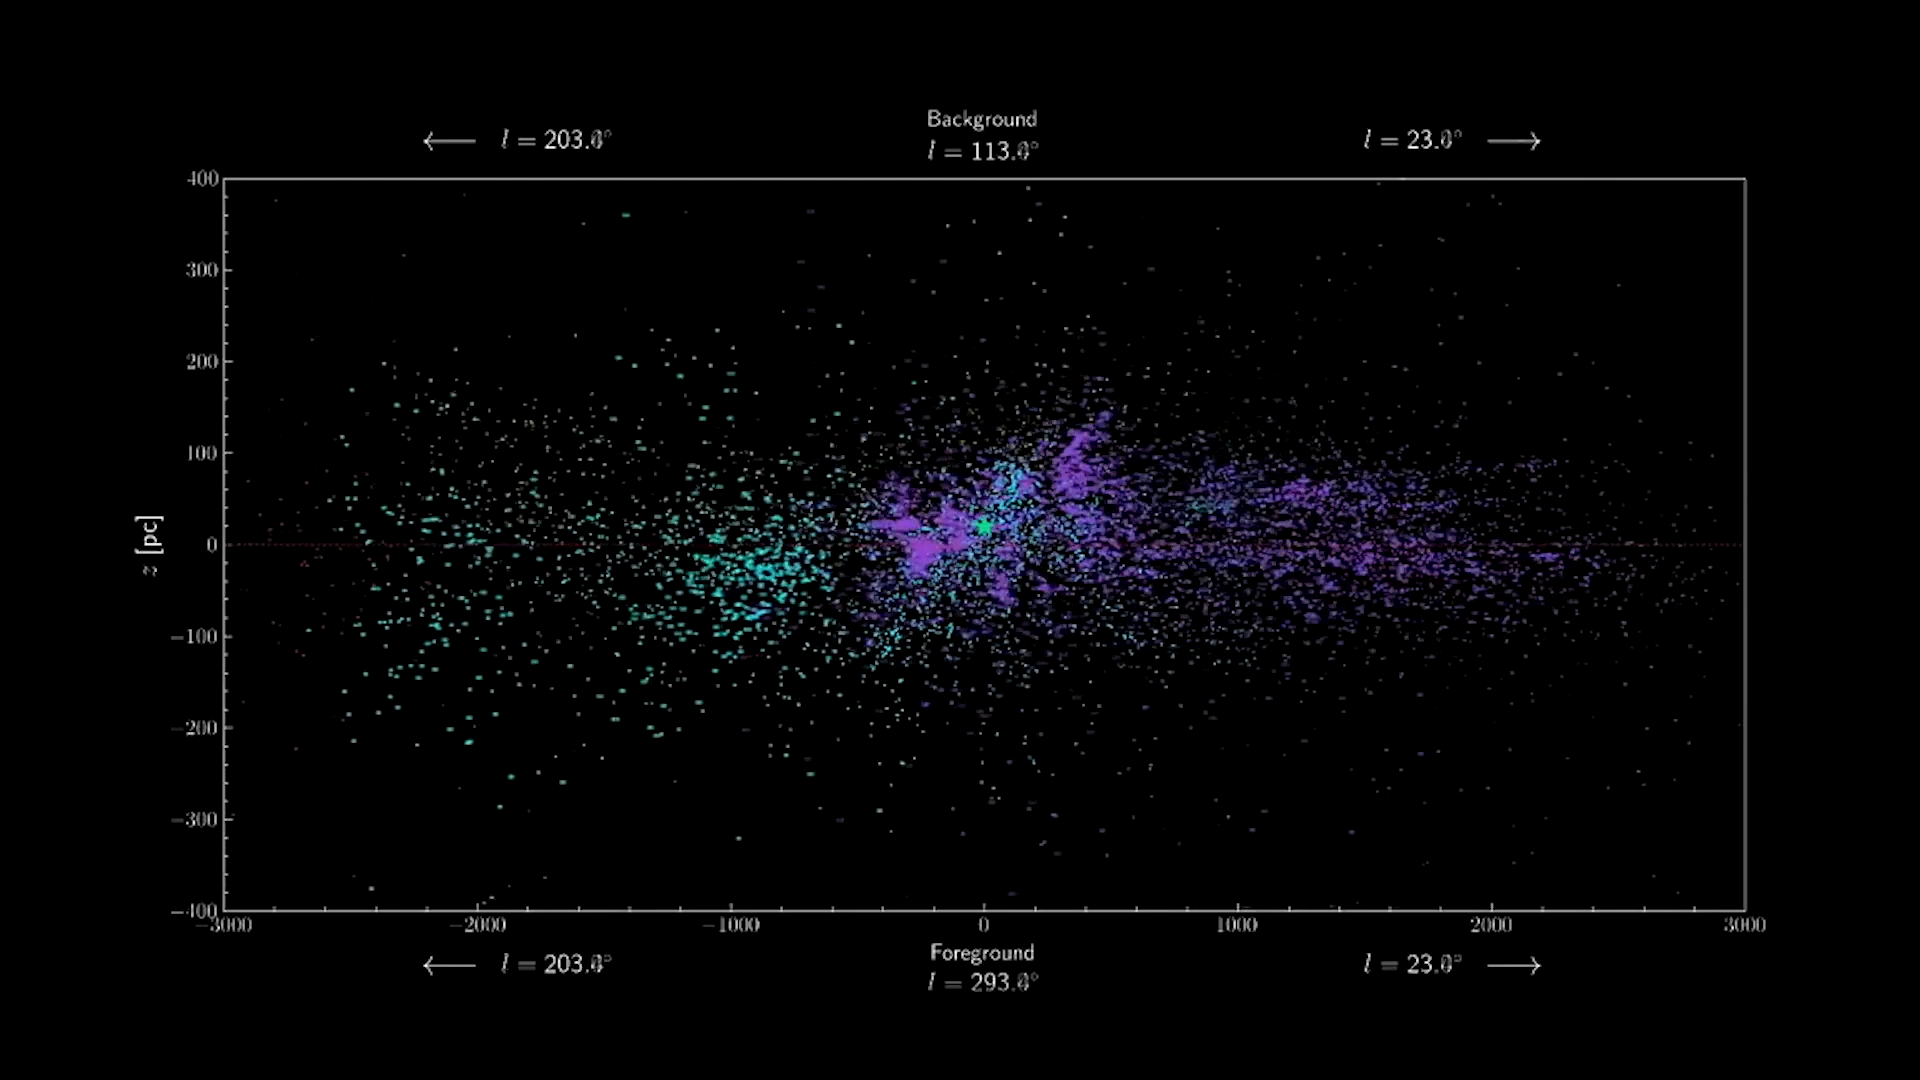 Background
← l = 203.0° l = 113.0° l = 23.0° →
400
300
200
100
0
−100
−200
−300
−400
z [pc]
−3000 −2000 −1000 0 1000 2000 3000
Foreground
← l = 203.0° l = 293.0° l = 23.0° →